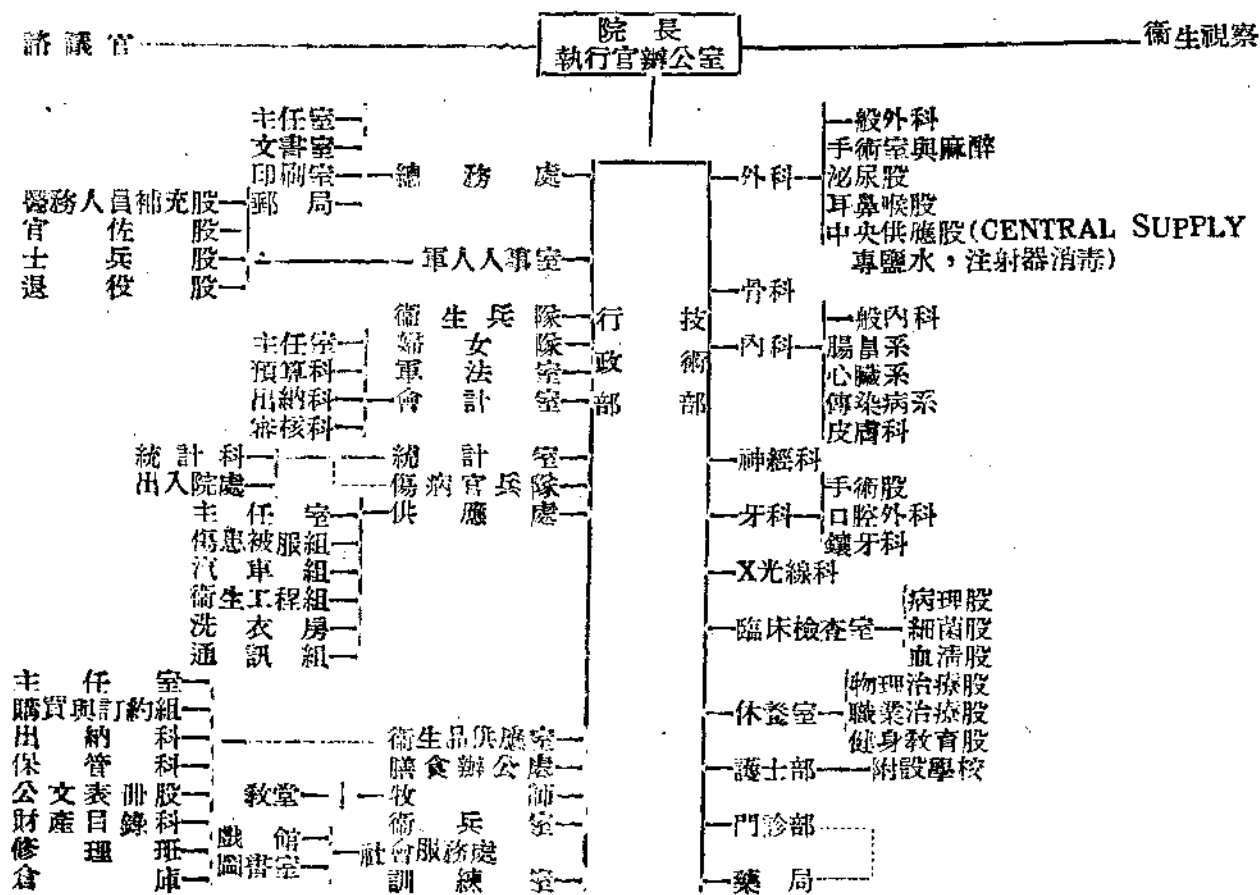 諮議官
院長
執行官辦公室
衞生視察
主任室
文書室
印刷室
郵局
總務處
醫務人員補充股
官佐股
士兵股
退役股
軍人人事室
衞生兵隊
婦女隊
軍法室
主任室
預算科
出納科
審核科
會計室
統計科
出入院處
統計室
傷病官兵隊
主任室
傷患被服組
汽車組
衞生工程組
洗衣房
通訊組
供應處
主任室
購買與訂約組
出納科
保管科
公文表冊股
財產目錄科
修理班
倉庫
衞生品供應室
膳食辦公處
教堂
牧師
衞兵室
戲館
圖書室
社會服務處
訓練室
行政部
技術部
外科
一般外科
手術室與麻醉
泌尿股
耳鼻喉股
中央供應股(CENTRAL SUPPLY
專鹽水，注射器消毒)
骨科
內科
一般內科
腸胃系
心臟系
傳染病系
皮膚科
神經科
牙科
手術股
口腔外科
鑲牙科
X光線科
臨床檢查室
病理股
細菌股
血清股
休養室
物理治療股
職業治療股
健身教育股
護士部
附設學校
門診部
藥局